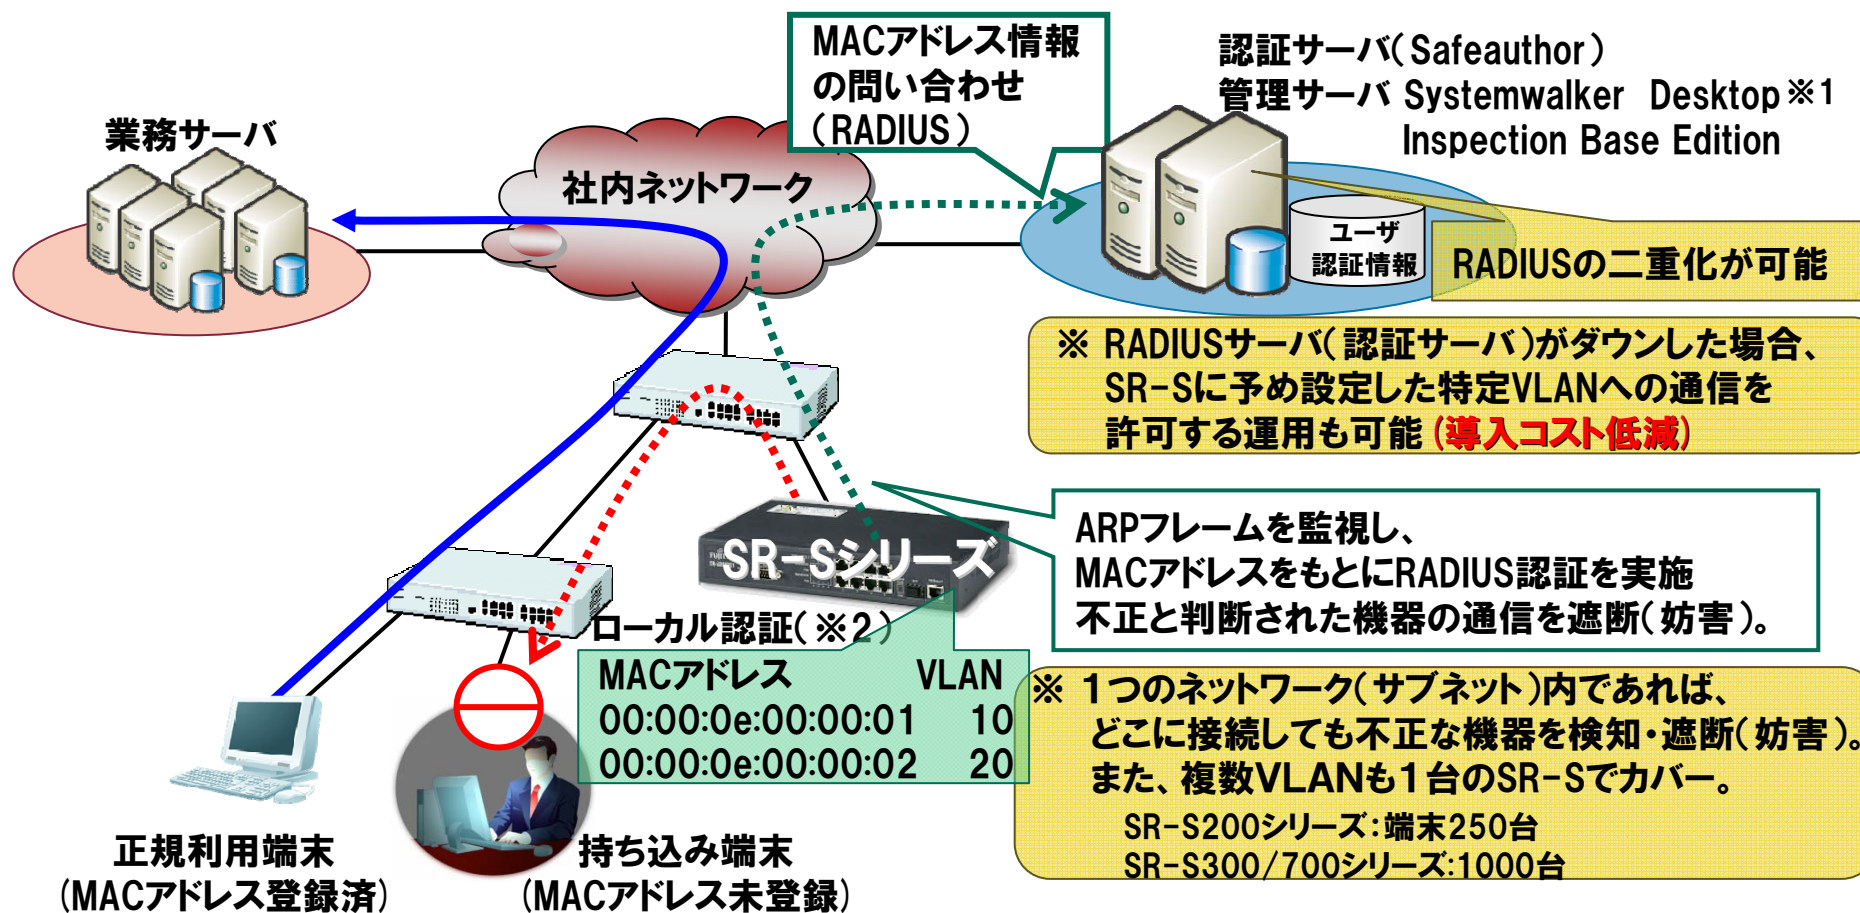 MACアドレス情報
の問い合わせ
(RADIUS)
認証サーバ(Safeauthor)
管理サーバ Systemwalker Desktop※1
Inspection Base Edition
業務サーバ
社内ネットワーク
ユーザ
認証情報
RADIUSの二重化が可能
※ RADIUSサーバ(認証サーバ)がダウンした場合、
SR-Sに予め設定した特定VLANへの通信を
許可する運用も可能(導入コスト低減)
SR-Sシリーズ
ARPフレームを監視し、
MACアドレスをもとにRADIUS認証を実施
不正と判断された機器の通信を遮断(妨害)。
ローカル認証(※2)
MACアドレス VLAN
00:00:0e:00:00:01 10
00:00:0e:00:00:02 20
※ 1つのネットワーク(サブネット)内であれば、
どこに接続しても不正な機器を検知・遮断(妨害)。
また、複数VLANも1台のSR-Sでカバー。
SR-S200シリーズ:端末250台
SR-S300/700シリーズ:1000台
正規利用端末
(MACアドレス登録済)
持ち込み端末
(MACアドレス未登録)